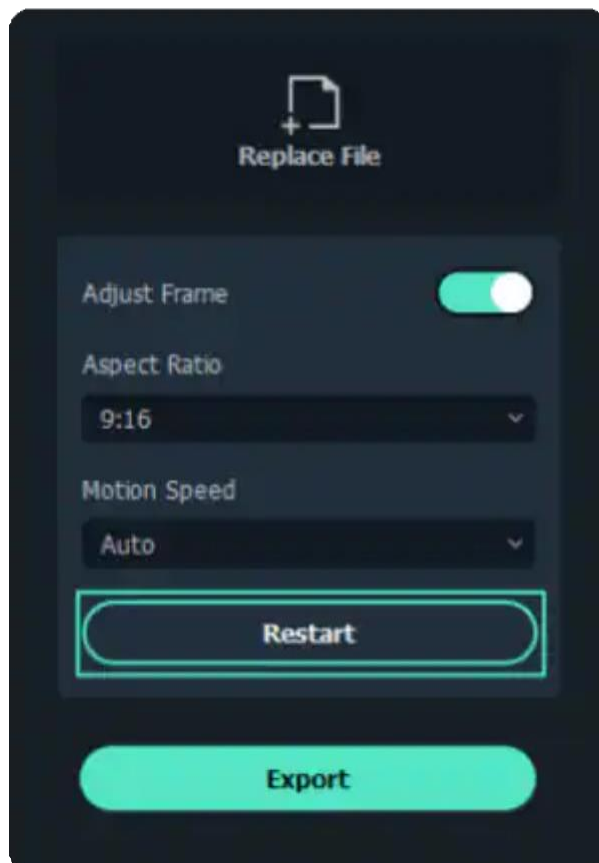 Replace File
Adjust Frame
Aspect Ratio
9:16
Motion Speed
Auto
Restart
Export